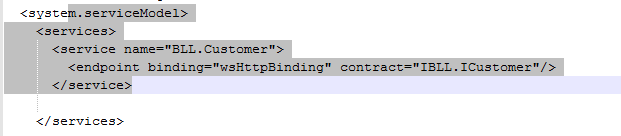 <system.serviceModel>
<services>
<service name="BLL.Customer">
<endpoint binding="wsHttpBinding" contract="IBLL.ICustomer"/>
</service>
</services>